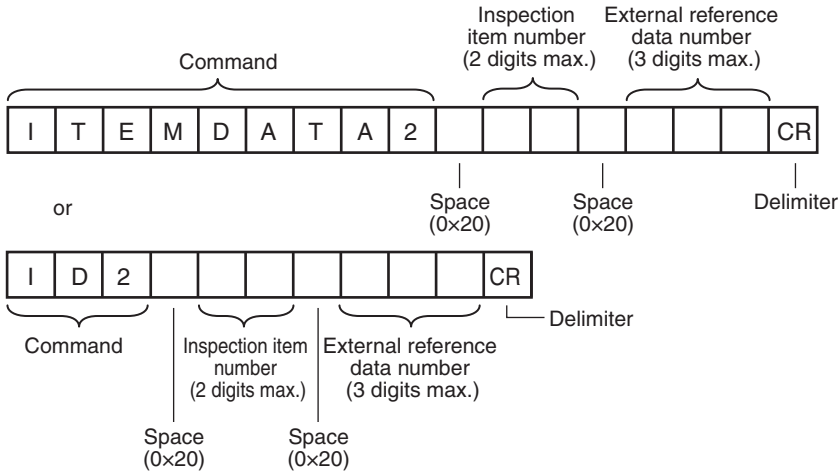 Inspection
item number
(2 digits max.)
External reference
data number
(3 digits max.)
Command
I T E M D A T A 2 CR
Space
(0×20)
Space
(0×20)
Delimiter
or
I D 2 CR
Delimiter
Command
Inspection item
number
(2 digits max.)
External reference
data number
(3 digits max.)
Space
(0×20)
Space
(0×20)